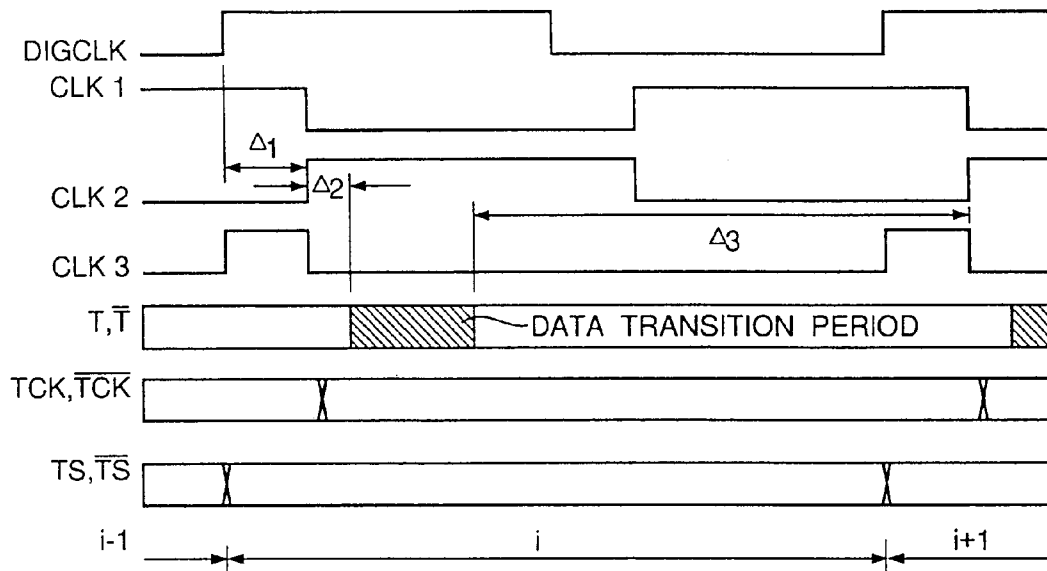 DIGCLK
CLK 1
Δ1
Δ2
CLK 2
Δ3
CLK 3
T,T̅
DATA TRANSITION PERIOD
TCK,T̅C̅K̅
TS,T̅S̅
i-1
i
i+1